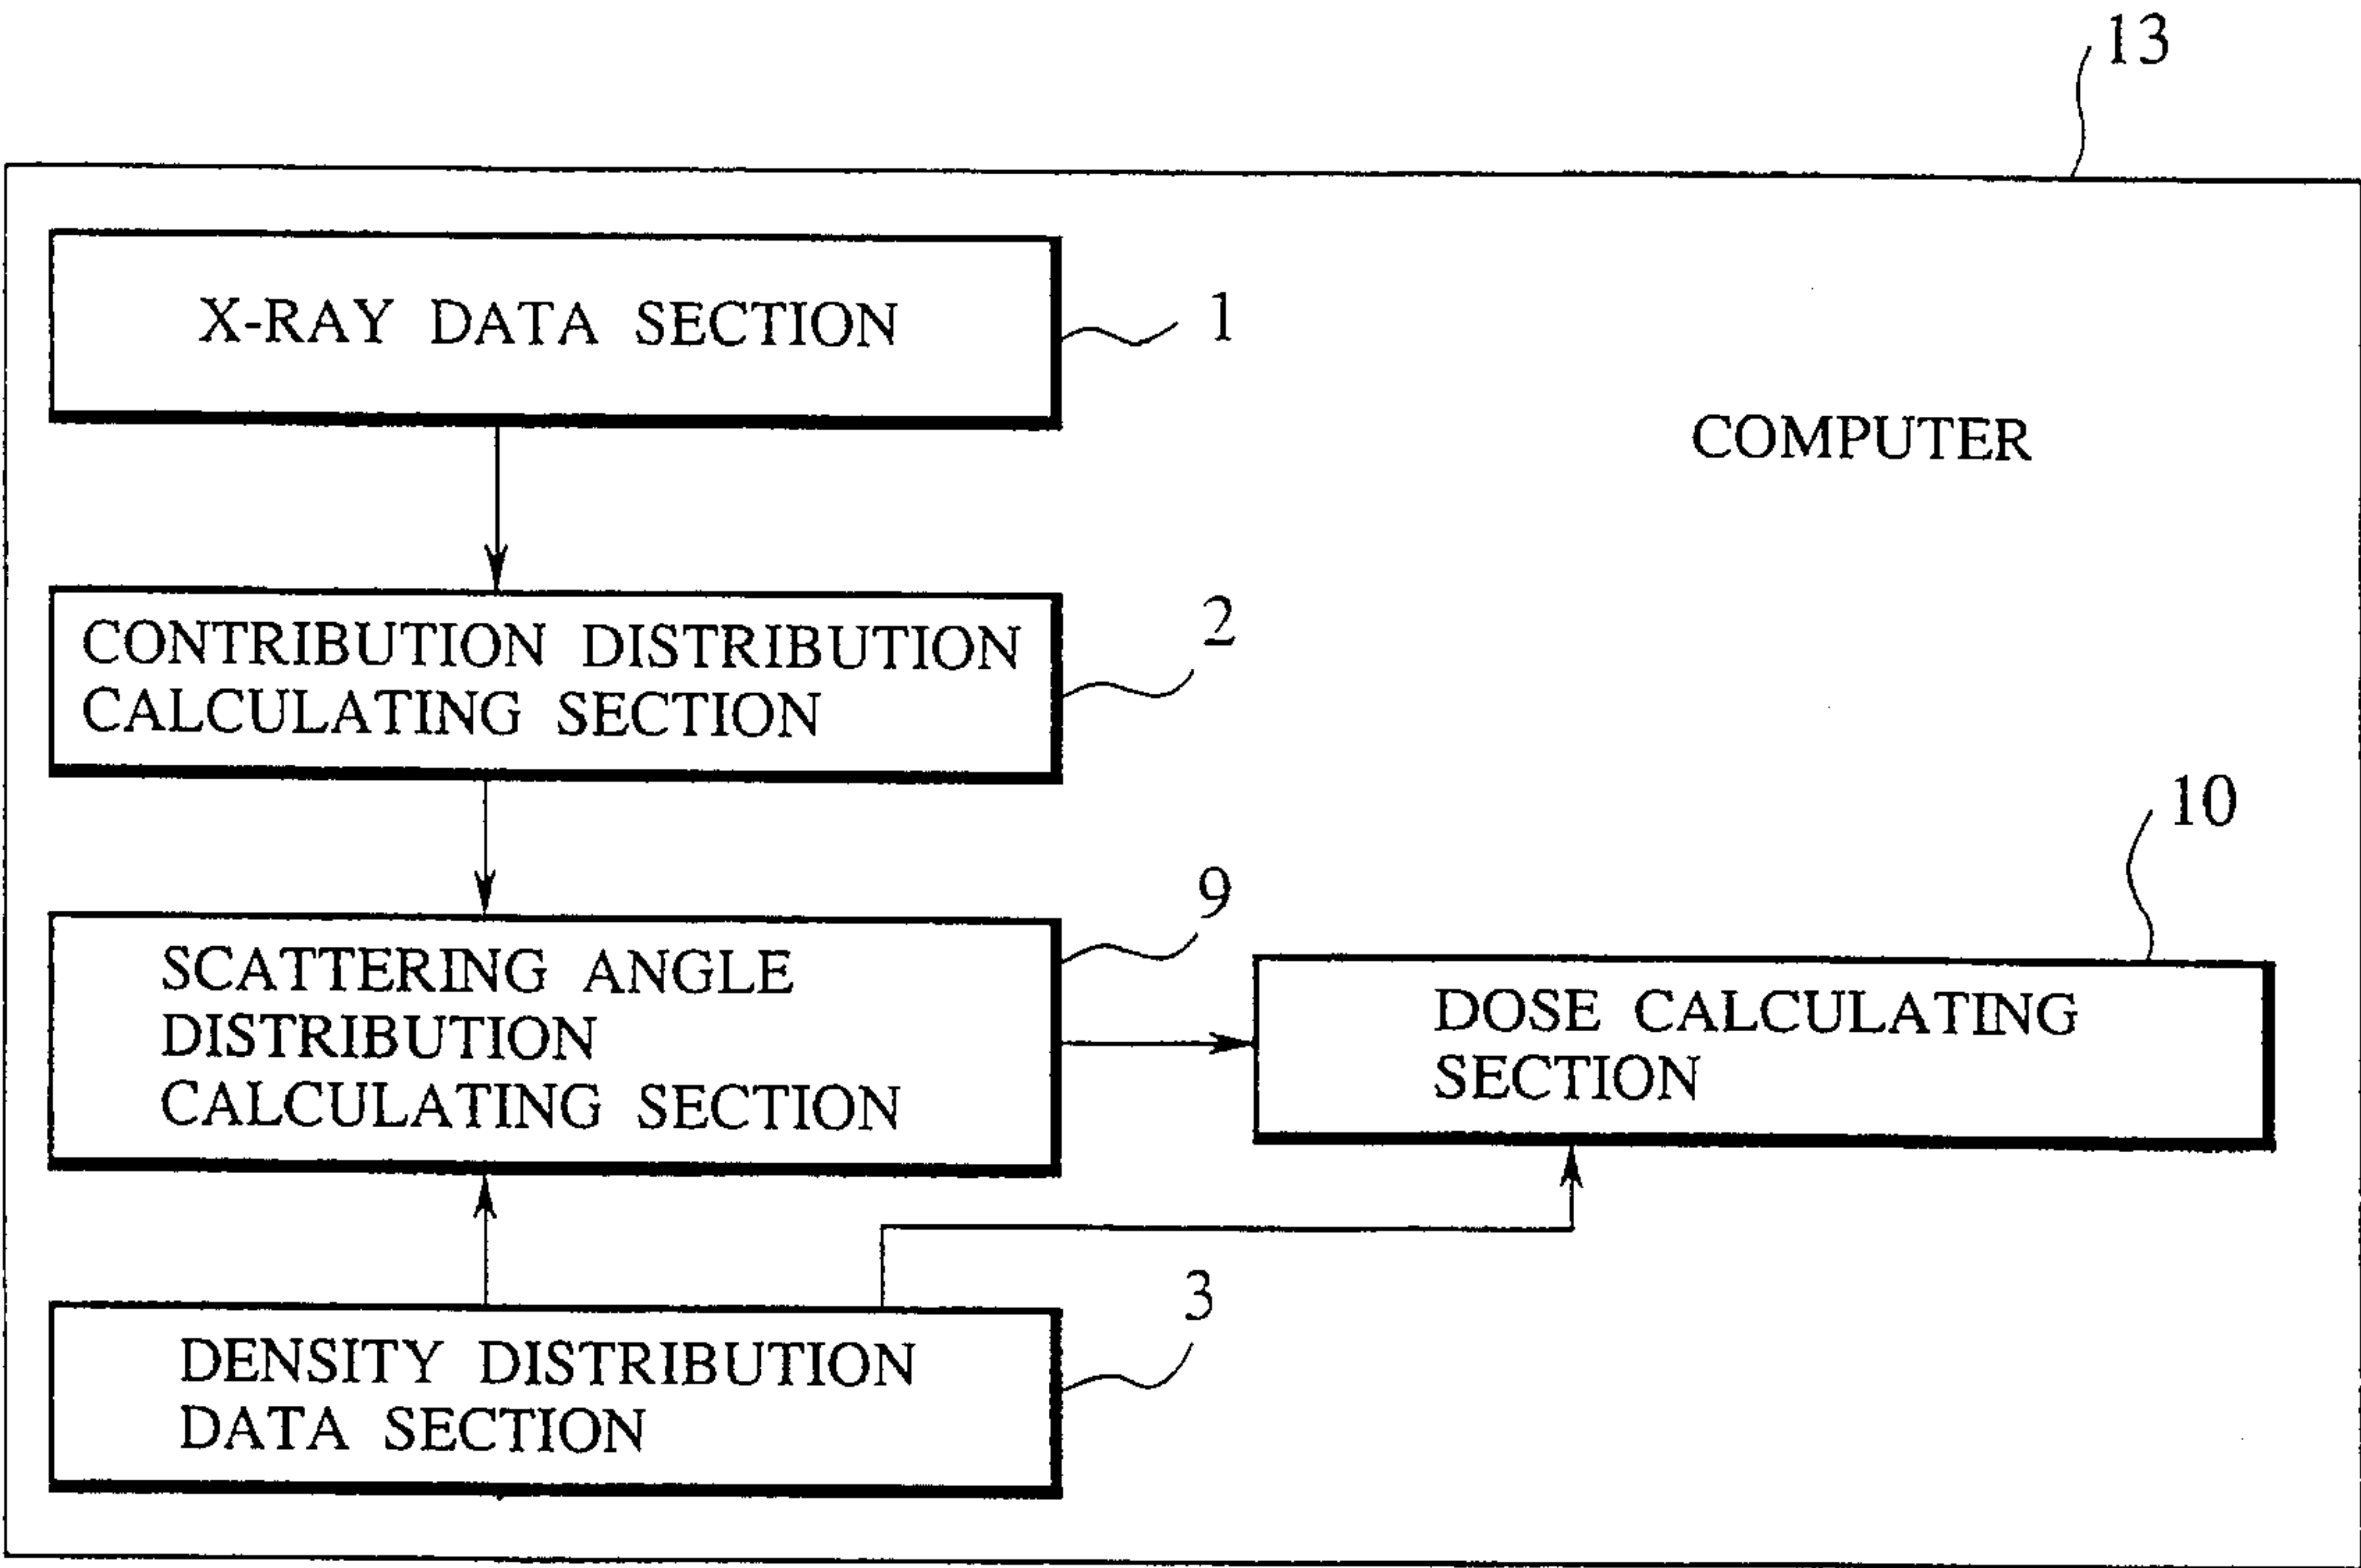 13
X-RAY DATA SECTION
1
COMPUTER
CONTRIBUTION DISTRIBUTION
CALCULATING SECTION
2
10
9
SCATTERING ANGLE
DISTRIBUTION
CALCULATING SECTION
DOSE CALCULATING
SECTION
3
DENSITY DISTRIBUTION
DATA SECTION